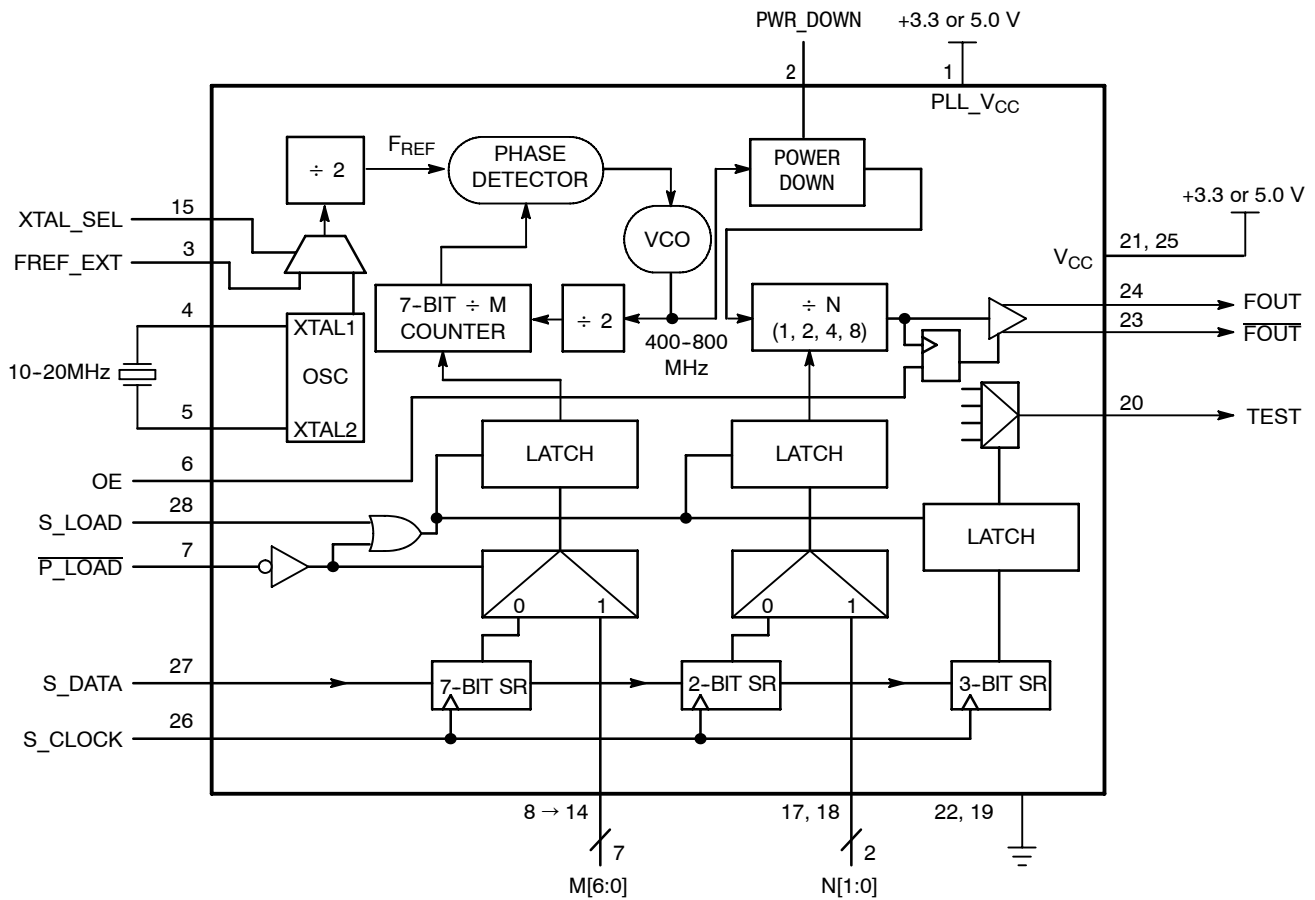 PWR_DOWN
+3.3 or 5.0 V
2
1
PLL_VCC
÷ 2
FREF
PHASE
DETECTOR
POWER
DOWN
+3.3 or 5.0 V
XTAL_SEL
15
VCO
VCC
21, 25
FREF_EXT
3
7-BIT ÷ M
COUNTER
÷ 2
400-800
MHz
÷ N
(1, 2, 4, 8)
24
FOUT
23
FOUT
4
XTAL1
OSC
XTAL2
10-20MHz
5
20
TEST
OE
6
LATCH
LATCH
S_LOAD
28
LATCH
P_LOAD
7
0 1
0 1
S_DATA
27
7-BIT SR
2-BIT SR
3-BIT SR
S_CLOCK
26
8 → 14
17, 18
22, 19
7
2
M[6:0]
N[1:0]